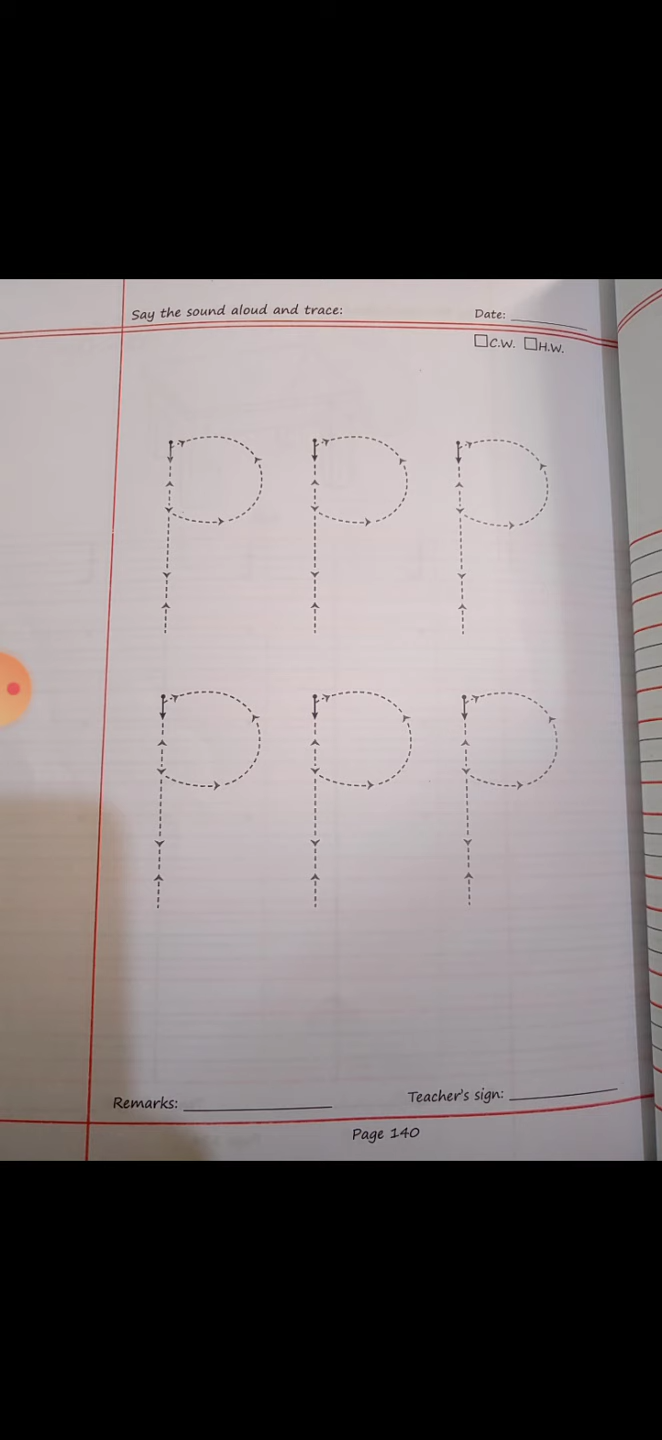 Say the sound aloud and trace:
Date: 
C.W. H.W.
p p p
p p p
Remarks:
Teacher's sign:
Page 140